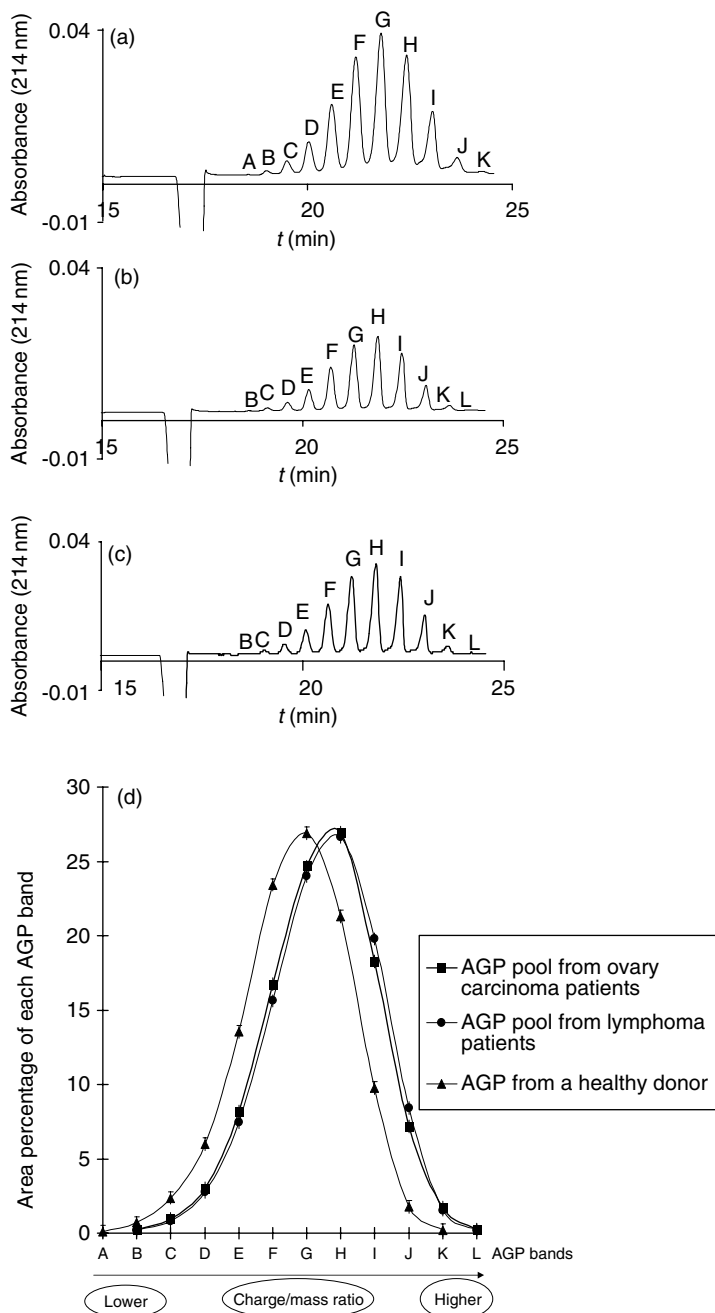 (a)
0.04
Absorbance (214 nm)
-0.01
A B C D E F G H I J K
15 20 25
t (min)
(b)
0.04
Absorbance (214 nm)
-0.01
B C D E F G H I J K L
15 20 25
t (min)
(c)
0.04
Absorbance (214 nm)
-0.01
B C D E F G H I J K L
15 20 25
t (min)
(d)
Area percentage of each AGP band
30
25
20
15
10
5
0
AGP pool from ovary
carcinoma patients
AGP pool from lymphoma
patients
AGP from a healthy donor
A B C D E F G H I J K L AGP bands
Lower Charge/mass ratio Higher